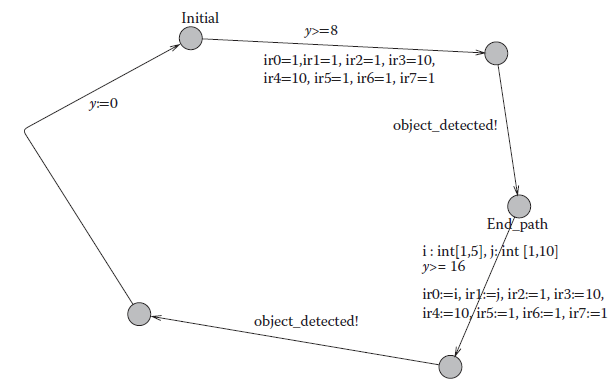 Initial
y>=8
ir0=1,ir1=1, ir2=1, ir3=10,
ir4=10, ir5=1, ir6=1, ir7=1
y:=0
object_detected!
End_path
i : int[1,5], j: int [1,10]
y>= 16
ir0:=i, ir1:=j, ir2:=1, ir3:=10,
ir4:=10, ir5:=1, ir6:=1, ir7:=1
object_detected!